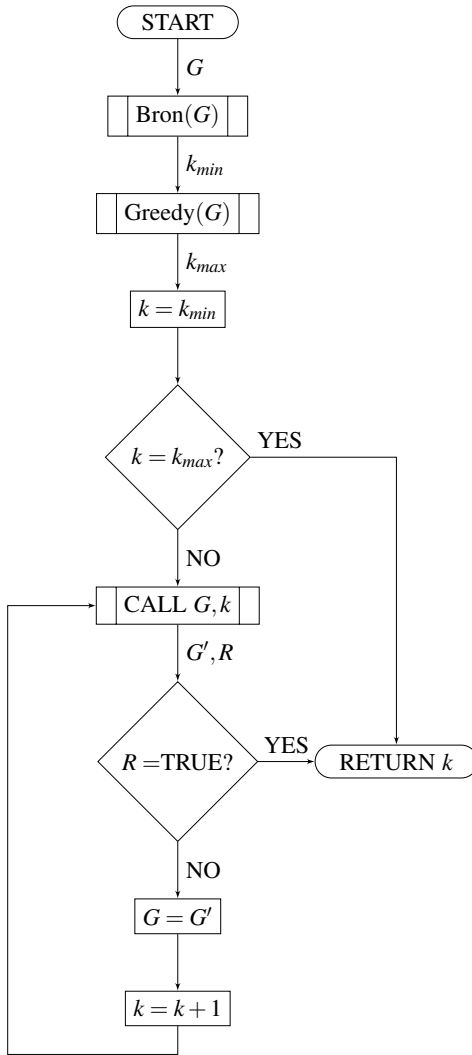 START
G
Bron(G)
k_min
Greedy(G)
k_max
k = k_min
k = k_max?
YES
NO
CALL G, k
G′, R
R =TRUE?
YES
RETURN k
NO
G = G′
k = k + 1